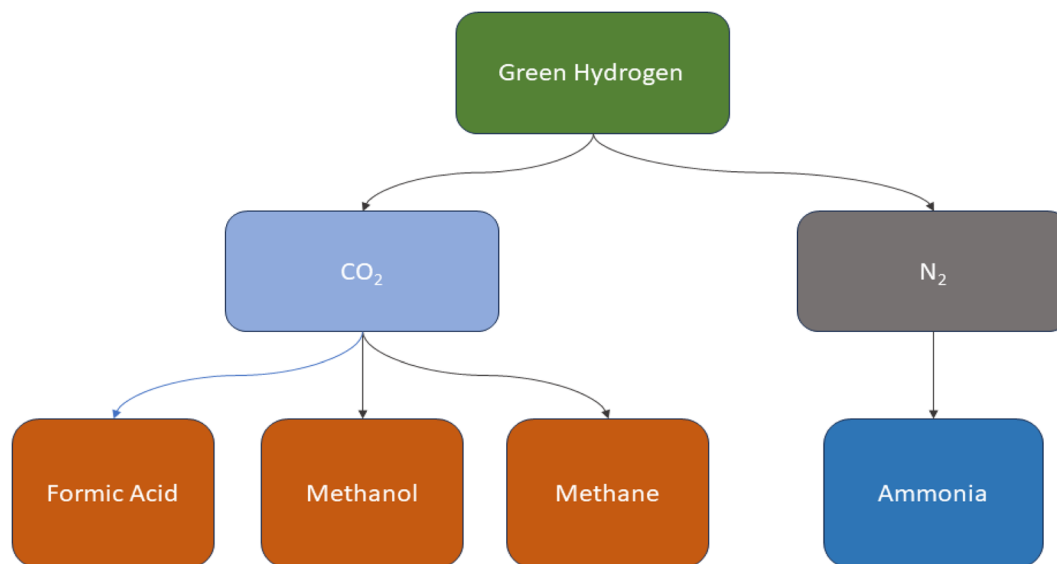 Green Hydrogen
CO₂
N₂
Formic Acid
Methanol
Methane
Ammonia